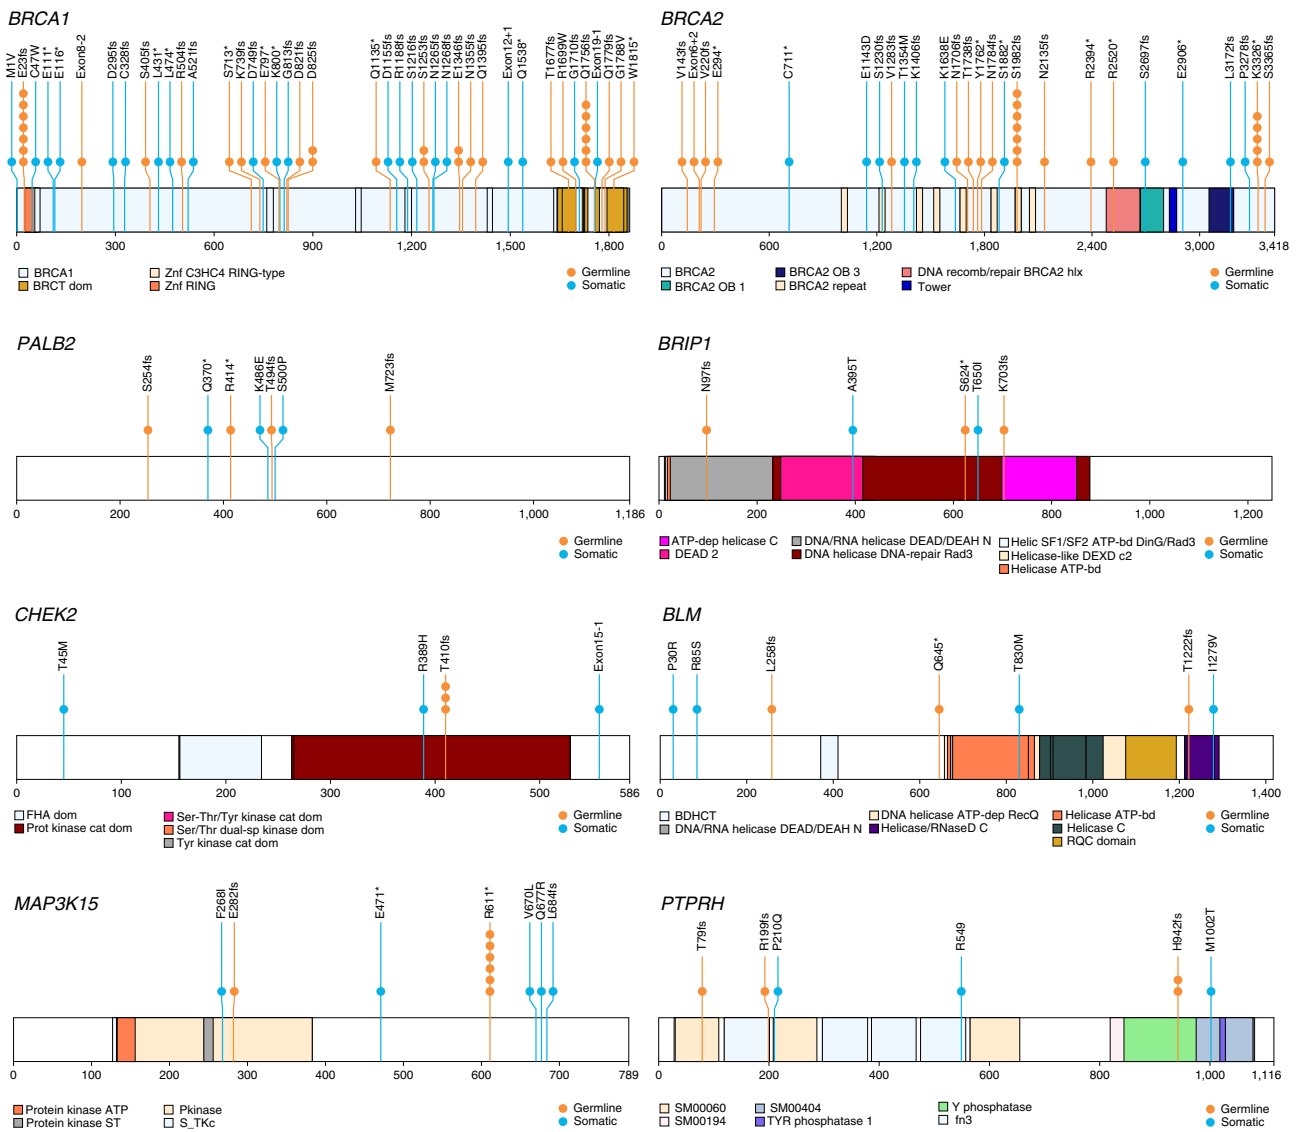 BRCA1
M1V E23fs C47W E111* E116* Exon8-2 D295fs C328fs S405fs L431* L474* R504fs A521fs S713* K739fs D749fs E797* K800* G813fs D821fs D825fs Q1135* D1155fs R1188fs S1216fs S1253fs N1265fs N1268fs E1346fs N1355fs Q1395fs Exon12+1 Q1538* T1677fs R1699W G1710fs Q1756fs Exon19-1 Q1779fs G1788V W1815*
0 300 600 900 1,200 1,500 1,800
BRCA1 Znf C3HC4 RING-type Germline
BRCT dom Znf RING Somatic
BRCA2
V143fs Exon6+2 V220fs E294* C711* E1143D S1230fs V1283fs T1354M K1406fs K1638E N1706fs T1738fs Y1762* N1784fs S1882* S1982fs N2135fs R2394* R2520* S2697fs E2906* L3172fs P3278fs K3326* S3365fs
0 600 1,200 1,800 2,400 3,000 3,418
BRCA2 BRCA2 OB 3 DNA recomb/repair BRCA2 hlx Germline
BRCA2 OB 1 BRCA2 repeat Tower Somatic
PALB2
S254fs Q370* R414* K486E T494fs S500P M723fs
0 200 400 600 800 1,000 1,186
Germline
Somatic
BRIP1
N97fs A395T S624* T650I K703fs
0 200 400 600 800 1,000 1,200
ATP-dep helicase C DNA/RNA helicase DEAD/DEAH N Helic SF1/SF2 ATP-bd DinG/Rad3 Germline
DEAD 2 DNA helicase DNA-repair Rad3 Helicase-like DEXD c2 Somatic
Helicase ATP-bd
CHEK2
T45M R389H T410fs Exon15-1
0 100 200 300 400 500 586
FHA dom Ser-Thr/Tyr kinase cat dom Germline
Prot kinase cat dom Ser/Thr dual-sp kinase dom Somatic
Tyr kinase cat dom
BLM
P30R R85S L258fs Q645* T830M T1222fs I1279V
0 200 400 600 800 1,000 1,200 1,400
BDHCT DNA helicase ATP-dep RecQ Helicase ATP-bd Germline
DNA/RNA helicase DEAD/DEAH N Helicase/RNaseD C Helicase C Somatic
RQC domain
MAP3K15
F268I E282fs E471* R611* V670L Q677R L684fs
0 100 200 300 400 500 600 700 789
Protein kinase ATP Pkinase Germline
Protein kinase ST S_TKc Somatic
PTPRH
T79fs R199fs P210Q R549 H942fs M1002T
0 200 400 600 800 1,000 1,116
SM00060 SM00404 Y phosphatase Germline
SM00194 TYR phosphatase 1 fn3 Somatic